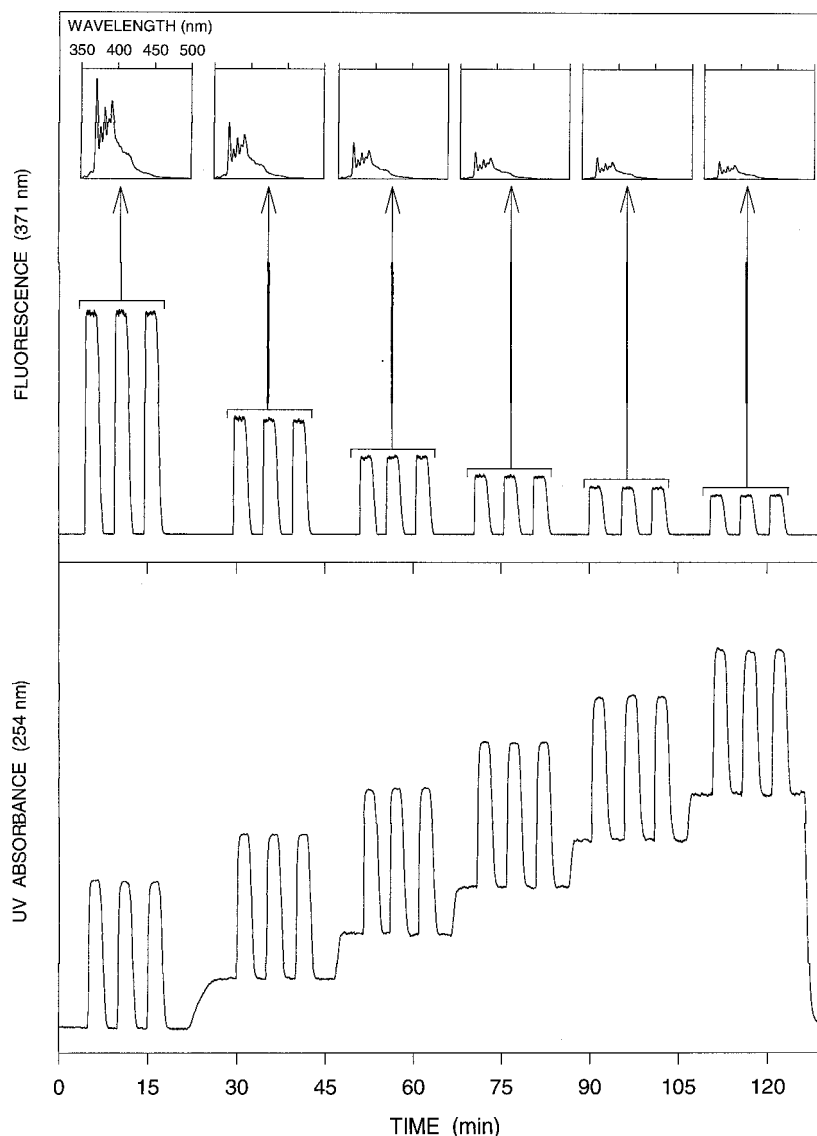 WAVELENGTH (nm)
350 400 450 500
FLUORESCENCE (371 nm)
UV ABSORBANCE (254 nm)
0 15 30 45 60 75 90 105 120
TIME (min)